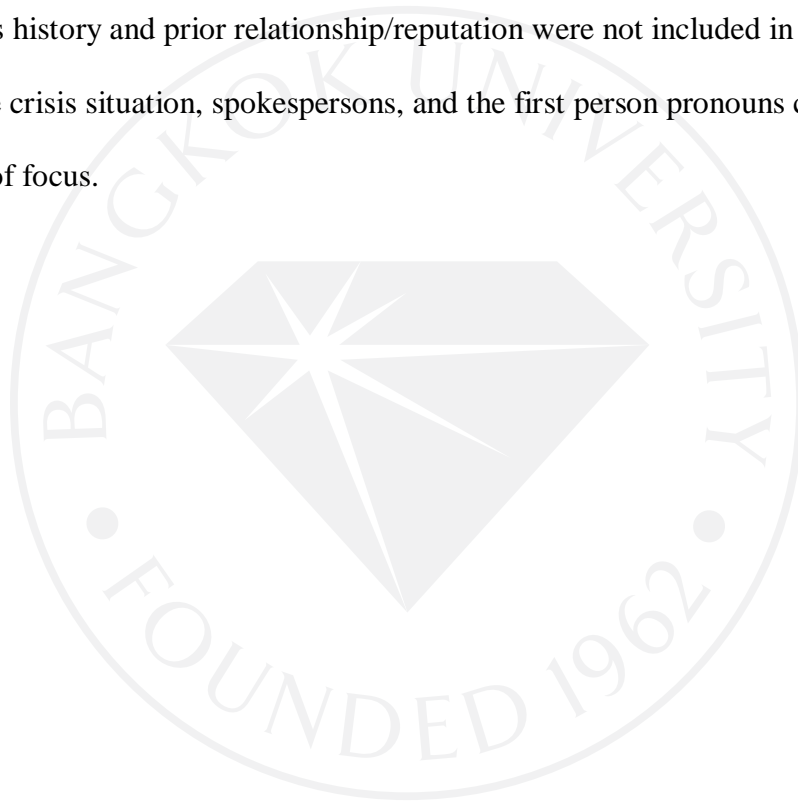 s history and prior relationship/reputation were not included in
crisis situation, spokespersons, and the first person pronouns
of focus.
BANGKOK UNIVERSITY
• FOUNDED 1962 •